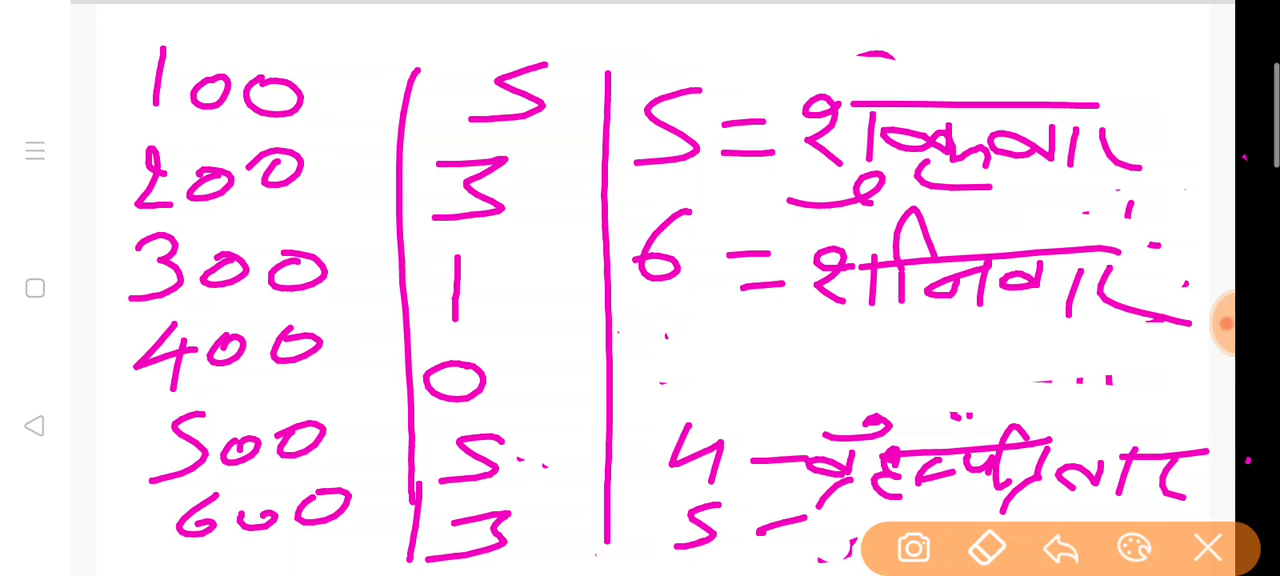 100 | 5 | 5 = शुक्रवार
200 | 3 | 6 = शनिवार
300 | 1
400 | 0
500 | 5 | 4 – बृहस्पतिवार
600 | 3 | 5 –